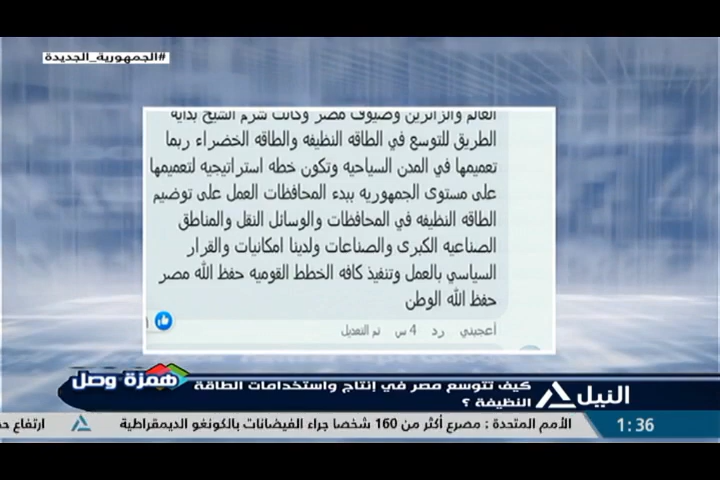 #الجمهورية_الجديدة
العالم والزائرين وضيوف مصر وكانت شرم الشيخ بداية
الطريق للتوسع في الطاقه النظيفه والطاقه الخضراء ربما
تعميمها في المدن السياحيه وتكون خطه استراتيجيه لتعميمها
على مستوى الجمهوريه ببدء المحافظات العمل على توضيم
الطاقه النظيفه في المحافظات والوسائل النقل والمناطق
الصناعيه الكبرى والصناعات ولدينا امكانيات والقرار
السياسي بالعمل وتنفيذ كافه الخطط القوميه حفظ الله مصر
حفظ الله الوطن
أعجبني رد 4 س تم التعديل
1
همزة وصل
كيف تتوسع مصر في إنتاج واستخدامات الطاقة
النظيفة ؟
النيل
1:36
الأمم المتحدة : مصرع أكثر من 160 شخصا جراء الفيضانات بالكونغو الديمقراطية
ارتفاع